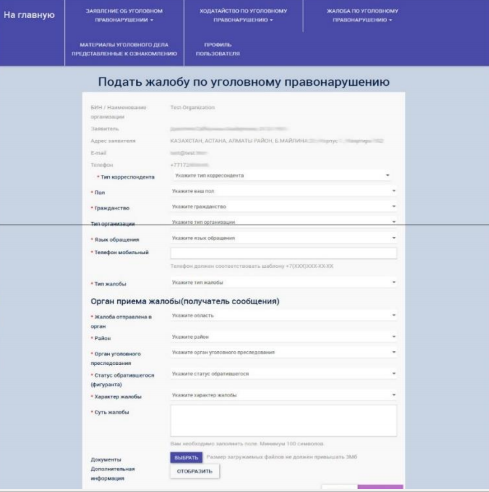 На главную
ЗАЯВЛЕНИЕ ОБ УГОЛОВНОМ
ПРАВОНАРУШЕНИИ
ХОДАТАЙСТВО ПО УГОЛОВНОМУ
ПРАВОНАРУШЕНИЮ
ЖАЛОБА ПО УГОЛОВНОМУ
ПРАВОНАРУШЕНИЮ
МАТЕРИАЛЫ УГОЛОВНОГО ДЕЛА
ПРЕДСТАВЛЕННЫЕ К ОЗНАКОМЛЕНИЮ
ПРОФИЛЬ
ПОЛЬЗОВАТЕЛЯ
Подать жалобу по уголовному правонарушению
БИН / Наименование
организации
Test Organization
Заявитель
Адрес заявителя КАЗАХСТАН, АСТАНА, АЛМАТЫ РАЙОН,
E-mail
Телефон
* Тип корреспондента Укажите тип корреспондента
* Пол Укажите ваш пол
* Гражданство Укажите гражданство
Тип организации Укажите тип организации
* Язык обращения Укажите язык обращения
* Телефон мобильный
Телефон должен соответствовать шаблону +7(XXX)XXX-XX-XX
* Тип жалобы Укажите тип жалобы
Орган приема жалобы(получатель сообщения)
* Жалоба отправлена в
орган
Укажите область
* Район Укажите район
* Орган уголовного
преследования
Укажите орган уголовного преследования
* Статус обратившегося
(фигуранта)
Укажите статус обратившегося
* Характер жалобы Укажите характер жалобы
* Суть жалобы
Вам необходимо заполнить поле. Минимум 100 символов
Документы ВЫБРАТЬ Размер загружаемых файлов не должен превышать 3Мб
Дополнительная
информация
ОТОБРАЗИТЬ